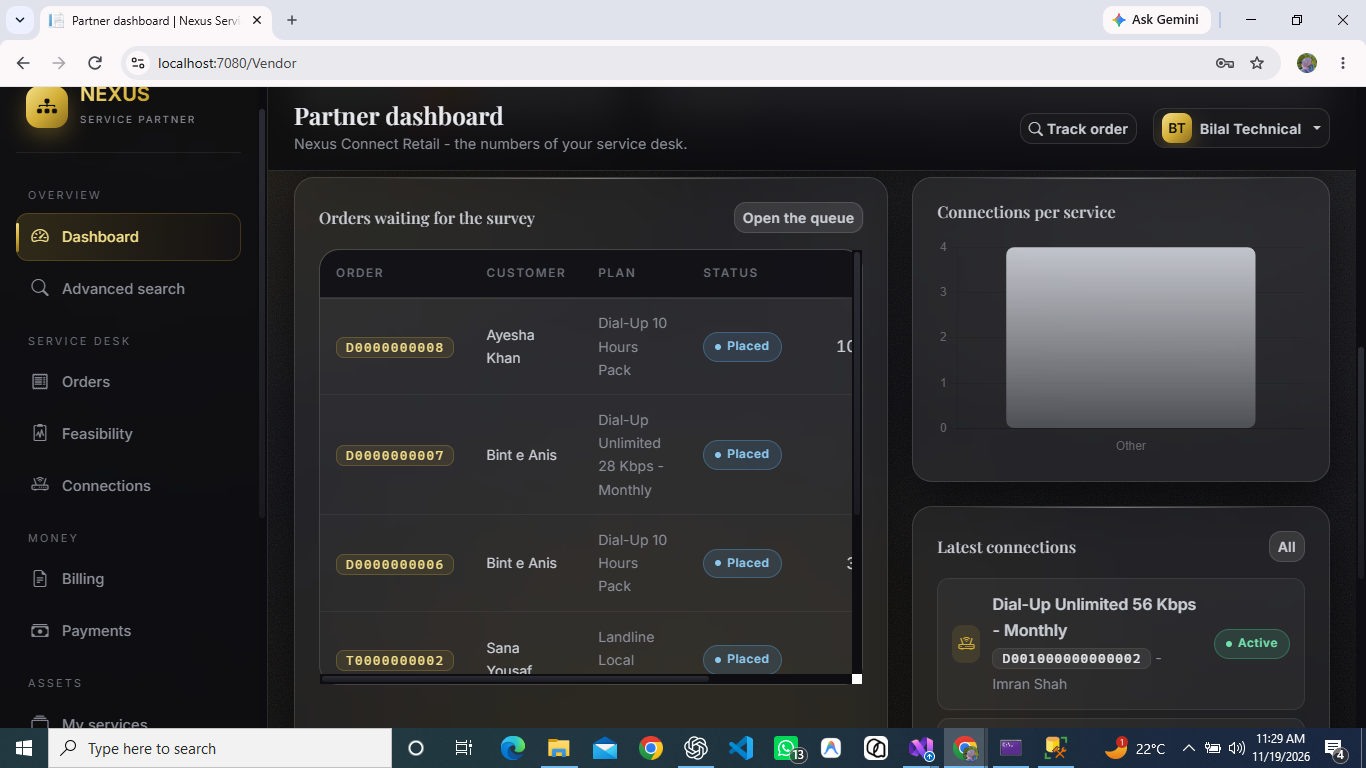 Partner dashboard | Nexus Servi
Ask Gemini
localhost:7080/Vendor
NEXUS
SERVICE PARTNER
OVERVIEW
Dashboard
Advanced search
SERVICE DESK
Orders
Feasibility
Connections
MONEY
Billing
Payments
ASSETS
My services
Partner dashboard
Nexus Connect Retail - the numbers of your service desk.
Track order
BT
Bilal Technical
Orders waiting for the survey
Open the queue
ORDER CUSTOMER PLAN STATUS
D0000000008
Ayesha
Khan
Dial-Up 10
Hours
Pack
Placed
10
D0000000007
Bint e Anis
Dial-Up
Unlimited
28 Kbps -
Monthly
Placed
D0000000006
Bint e Anis
Dial-Up 10
Hours
Pack
Placed
3
T0000000002
Sana
Yousaf
Landline
Local
Placed
Connections per service
4
3
2
1
0
Other
Latest connections
All
Dial-Up Unlimited 56 Kbps
- Monthly
D001000000000002 -
Imran Shah
Active
Type here to search
13
1
22°C
11:29 AM
11/19/2026
4